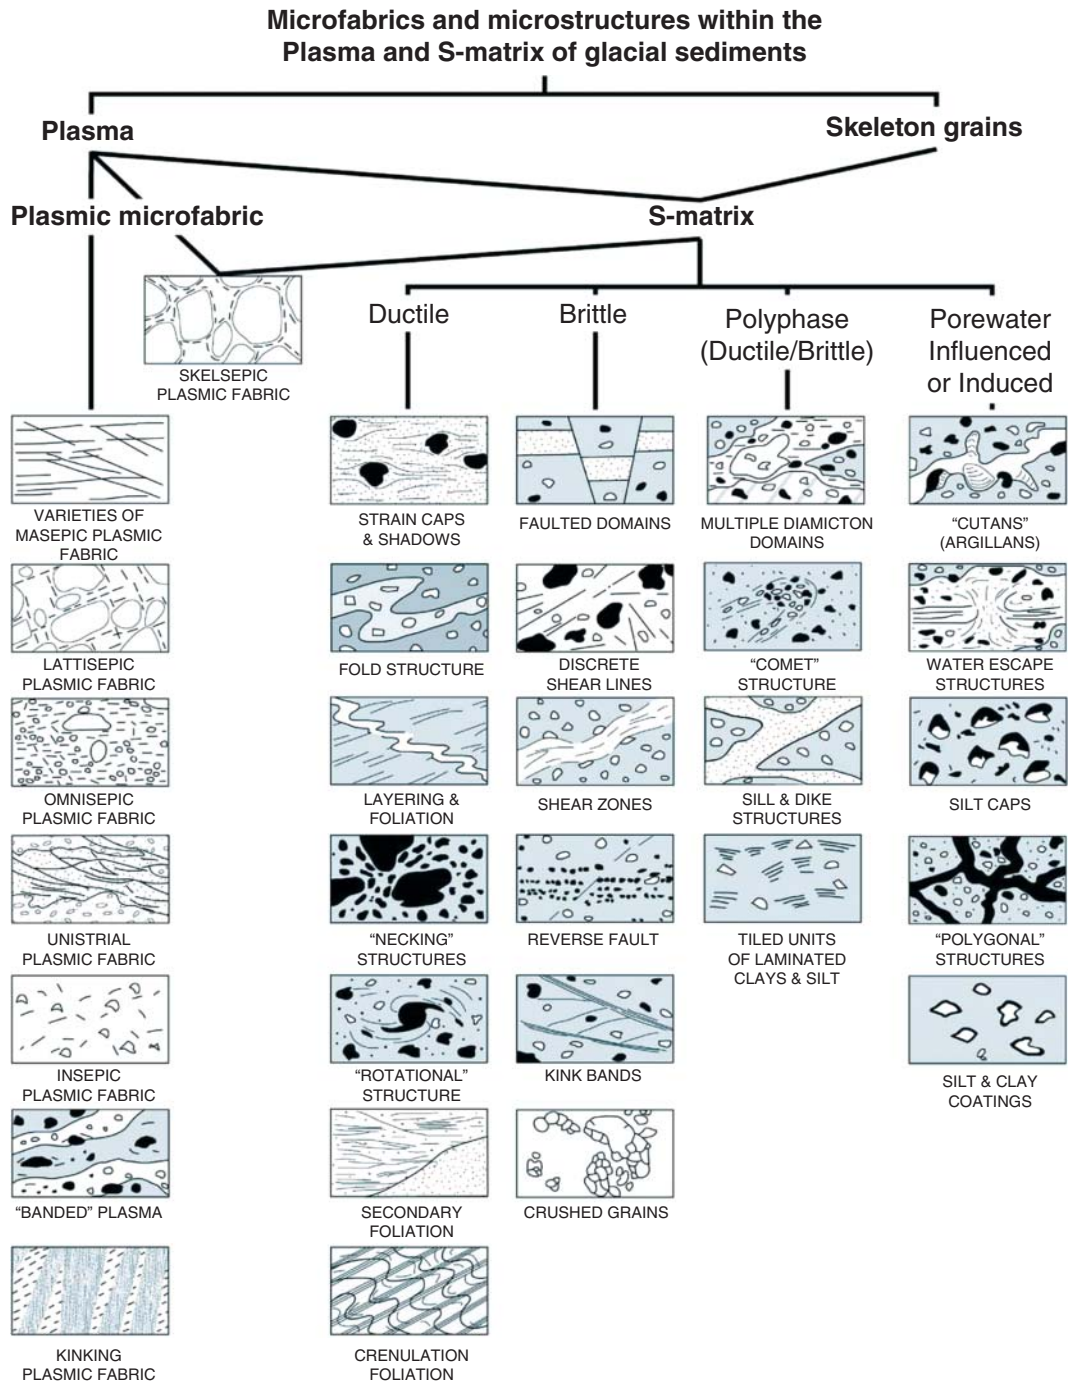 Microfabrics and microstructures within the
Plasma and S-matrix of glacial sediments
Plasma
Skeleton grains
Plasmic microfabric
S-matrix
SKELSEPIC
PLASMIC FABRIC
Ductile
Brittle
Polyphase
(Ductile/Brittle)
Porewater
Influenced
or Induced
VARIETIES OF
MASEPIC PLASMIC
FABRIC
LATTISEPIC
PLASMIC FABRIC
OMNISEPIC
PLASMIC FABRIC
UNISTRIAL
PLASMIC FABRIC
INSEPIC
PLASMIC FABRIC
“BANDED” PLASMA
KINKING
PLASMIC FABRIC
STRAIN CAPS
& SHADOWS
FOLD STRUCTURE
LAYERING &
FOLIATION
“NECKING”
STRUCTURES
“ROTATIONAL”
STRUCTURE
SECONDARY
FOLIATION
CRENULATION
FOLIATION
FAULTED DOMAINS
DISCRETE
SHEAR LINES
SHEAR ZONES
REVERSE FAULT
KINK BANDS
CRUSHED GRAINS
MULTIPLE DIAMICTON
DOMAINS
“COMET”
STRUCTURE
SILL & DIKE
STRUCTURES
TILED UNITS
OF LAMINATED
CLAYS & SILT
“CUTANS”
(ARGILLANS)
WATER ESCAPE
STRUCTURES
SILT CAPS
“POLYGONAL”
STRUCTURES
SILT & CLAY
COATINGS